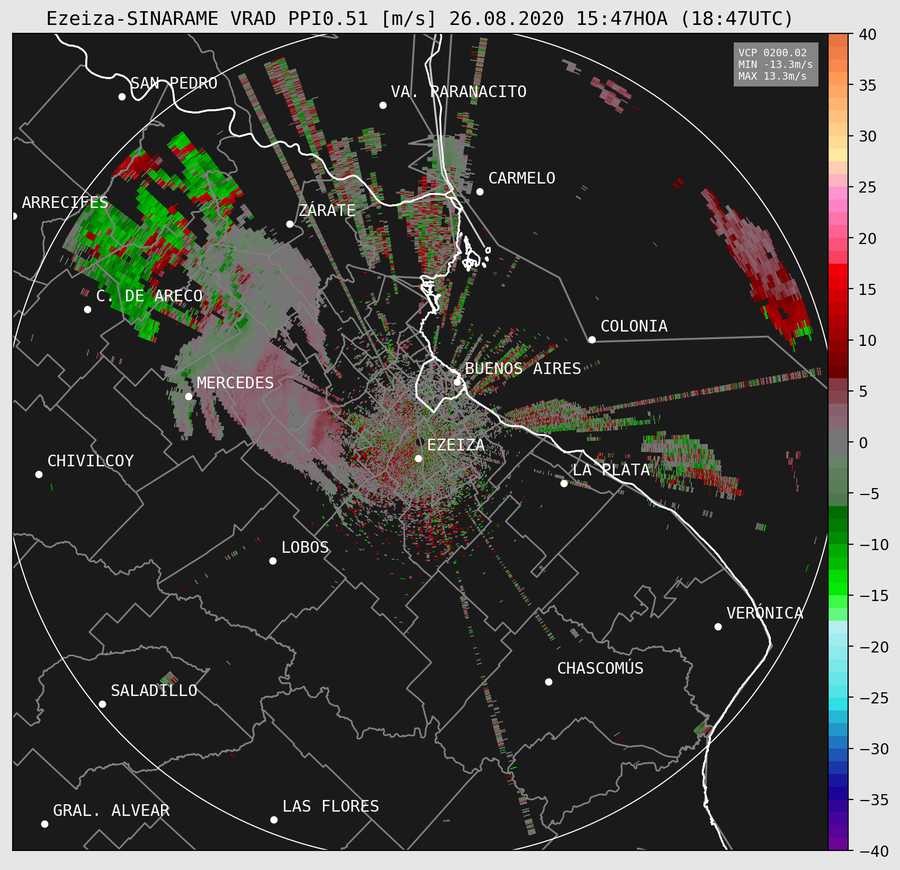 Ezeiza-SINARAME VRAD PPI0.51 [m/s] 26.08.2020 15:47HOA (18:47UTC)
VCP 0200.02
MIN -13.3m/s
MAX 13.3m/s
SAN PEDRO
VA. PARANACITO
ARRECIFES
ZÁRATE
CARMELO
C. DE ARECO
COLONIA
MERCEDES
BUENOS AIRES
CHIVILCOY
EZEIZA
LA PLATA
LOBOS
VERÓNICA
SALADILLO
CHASCOMÚS
GRAL. ALVEAR
LAS FLORES
40
35
30
25
20
15
10
5
0
−5
−10
−15
−20
−25
−30
−35
−40